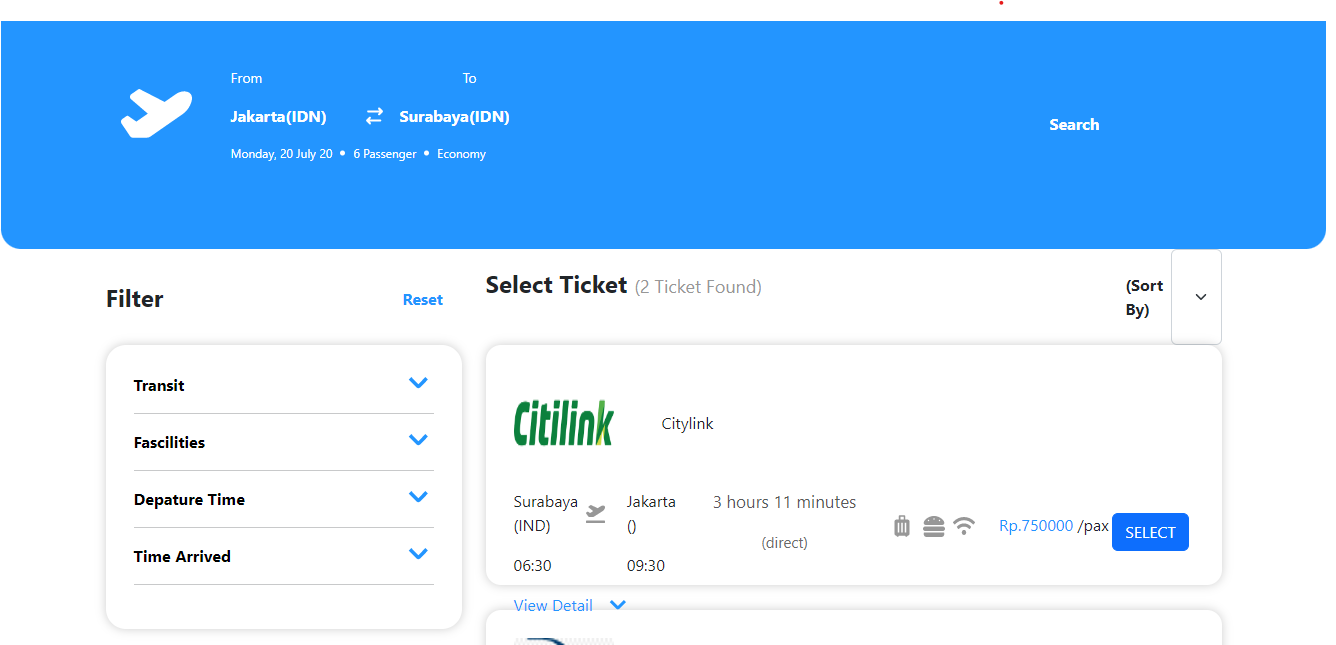 From
To
Jakarta(IDN)
Surabaya(IDN)
Monday, 20 July 20 • 6 Passenger • Economy
Search
Filter
Reset
Select Ticket (2 Ticket Found)
(Sort
By)
Transit
Fascilities
Depature Time
Time Arrived
Citilink
Citylink
Surabaya
(IND)
06:30
Jakarta
()
09:30
3 hours 11 minutes
(direct)
Rp.750000 /pax
SELECT
View Detail